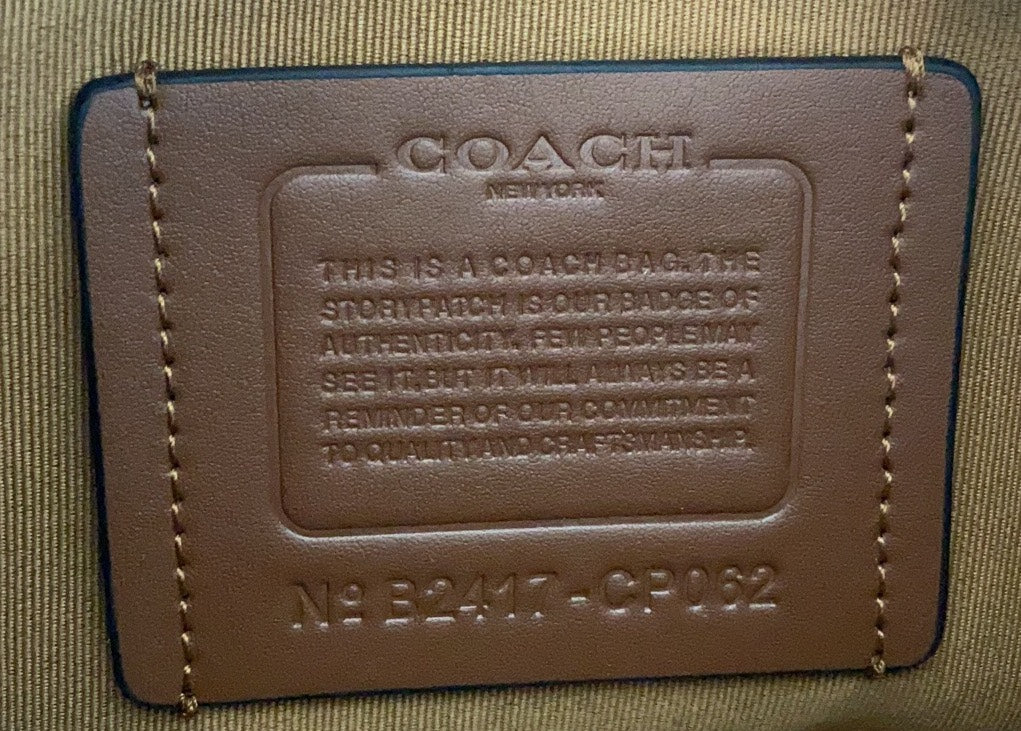 COACH
NEW YORK
THIS IS A COACH BAG. THE
STORYPATCH IS OUR BADGE OF
AUTHENTICITY. FEW PEOPLE MAY
SEE IT, BUT IT WILL ALWAYS BE A
REMINDER OF OUR COMMITMENT
TO QUALITY AND CRAFTSMANSHIP.
Nº B2417-CP062